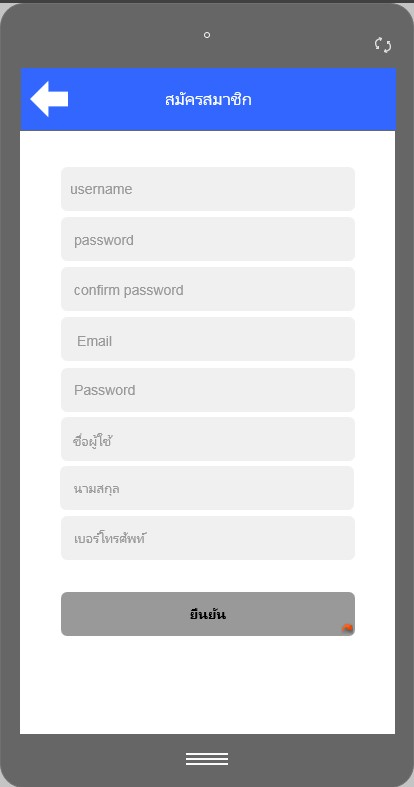 สมัครสมาชิก
username
password
confirm password
Email
Password
ชื่อผู้ใช้
นามสกุล
เบอร์โทรศัพท์
ยืนยัน